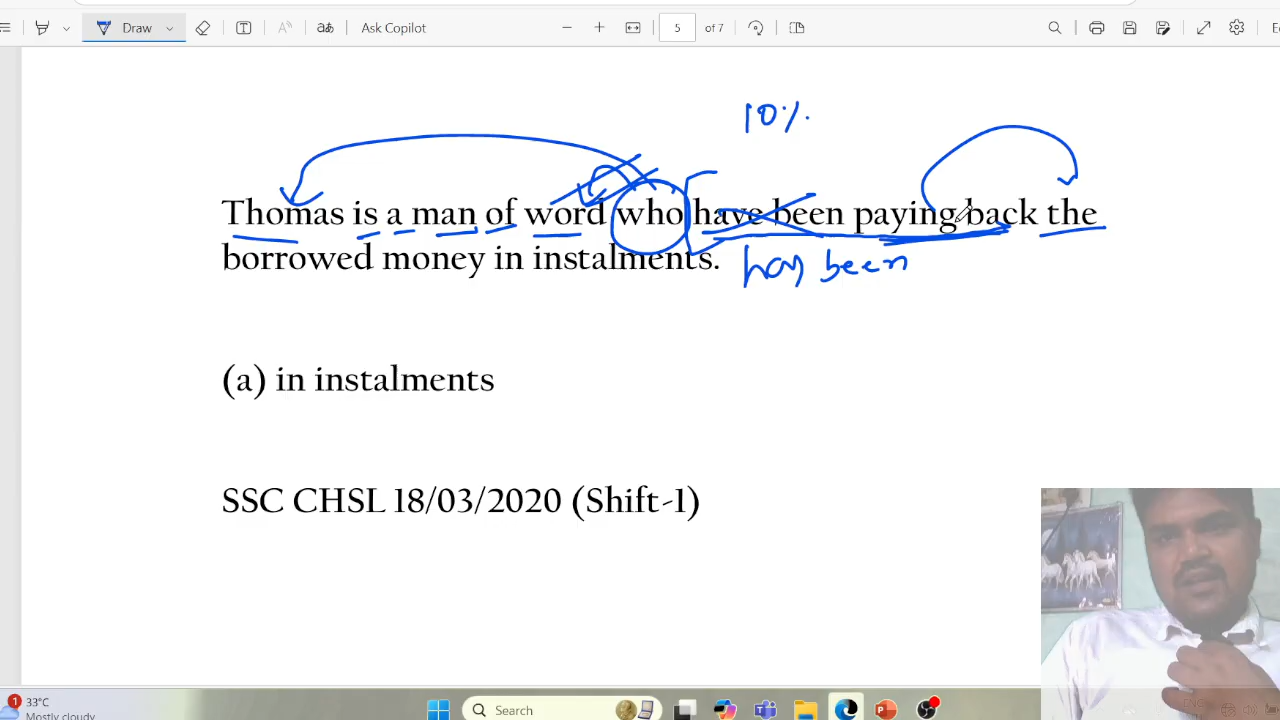 Draw
Ask Copilot
5 of 7
10%
Thomas is a man of word who have been paying back the
borrowed money in instalments.
has been
(a) in instalments
SSC CHSL 18/03/2020 (Shift-1)
1
33°C
Mostly cloudy
Search